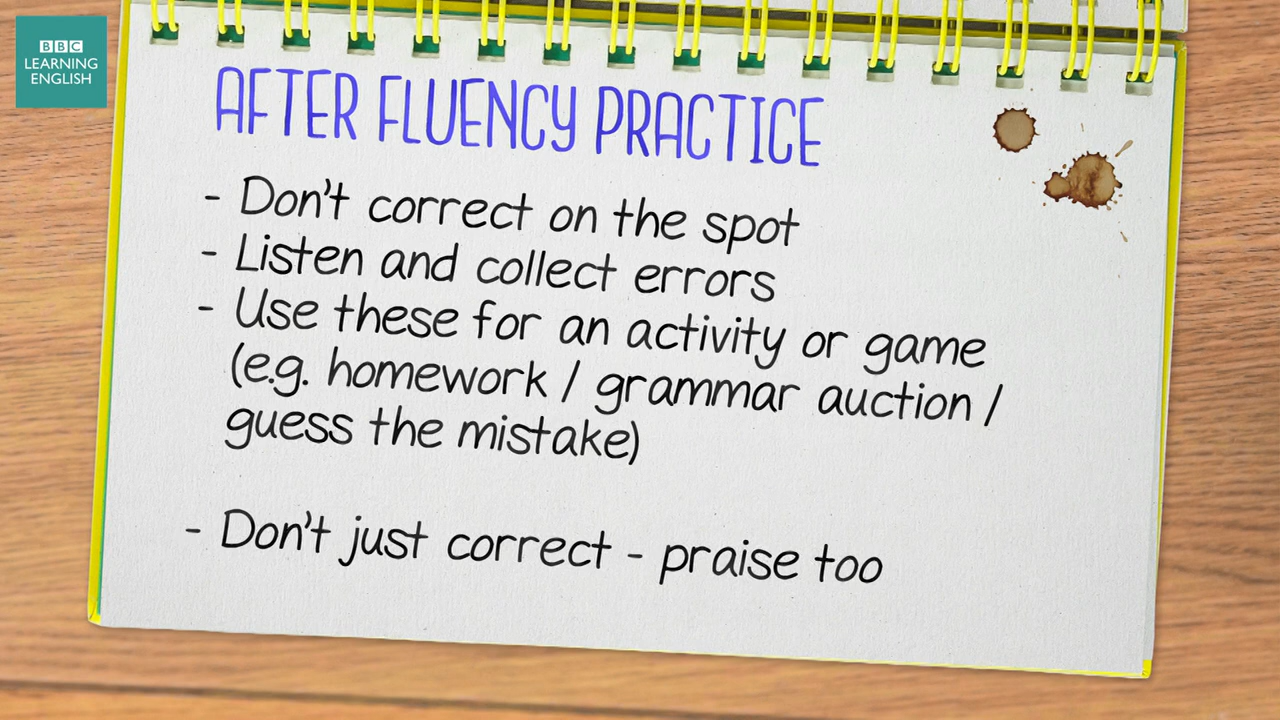 BBC
LEARNING
ENGLISH
AFTER FLUENCY PRACTICE
- Don't correct on the spot
- Listen and collect errors
- Use these for an activity or game
(e.g. homework / grammar auction /
guess the mistake)
- Don't just correct - praise too